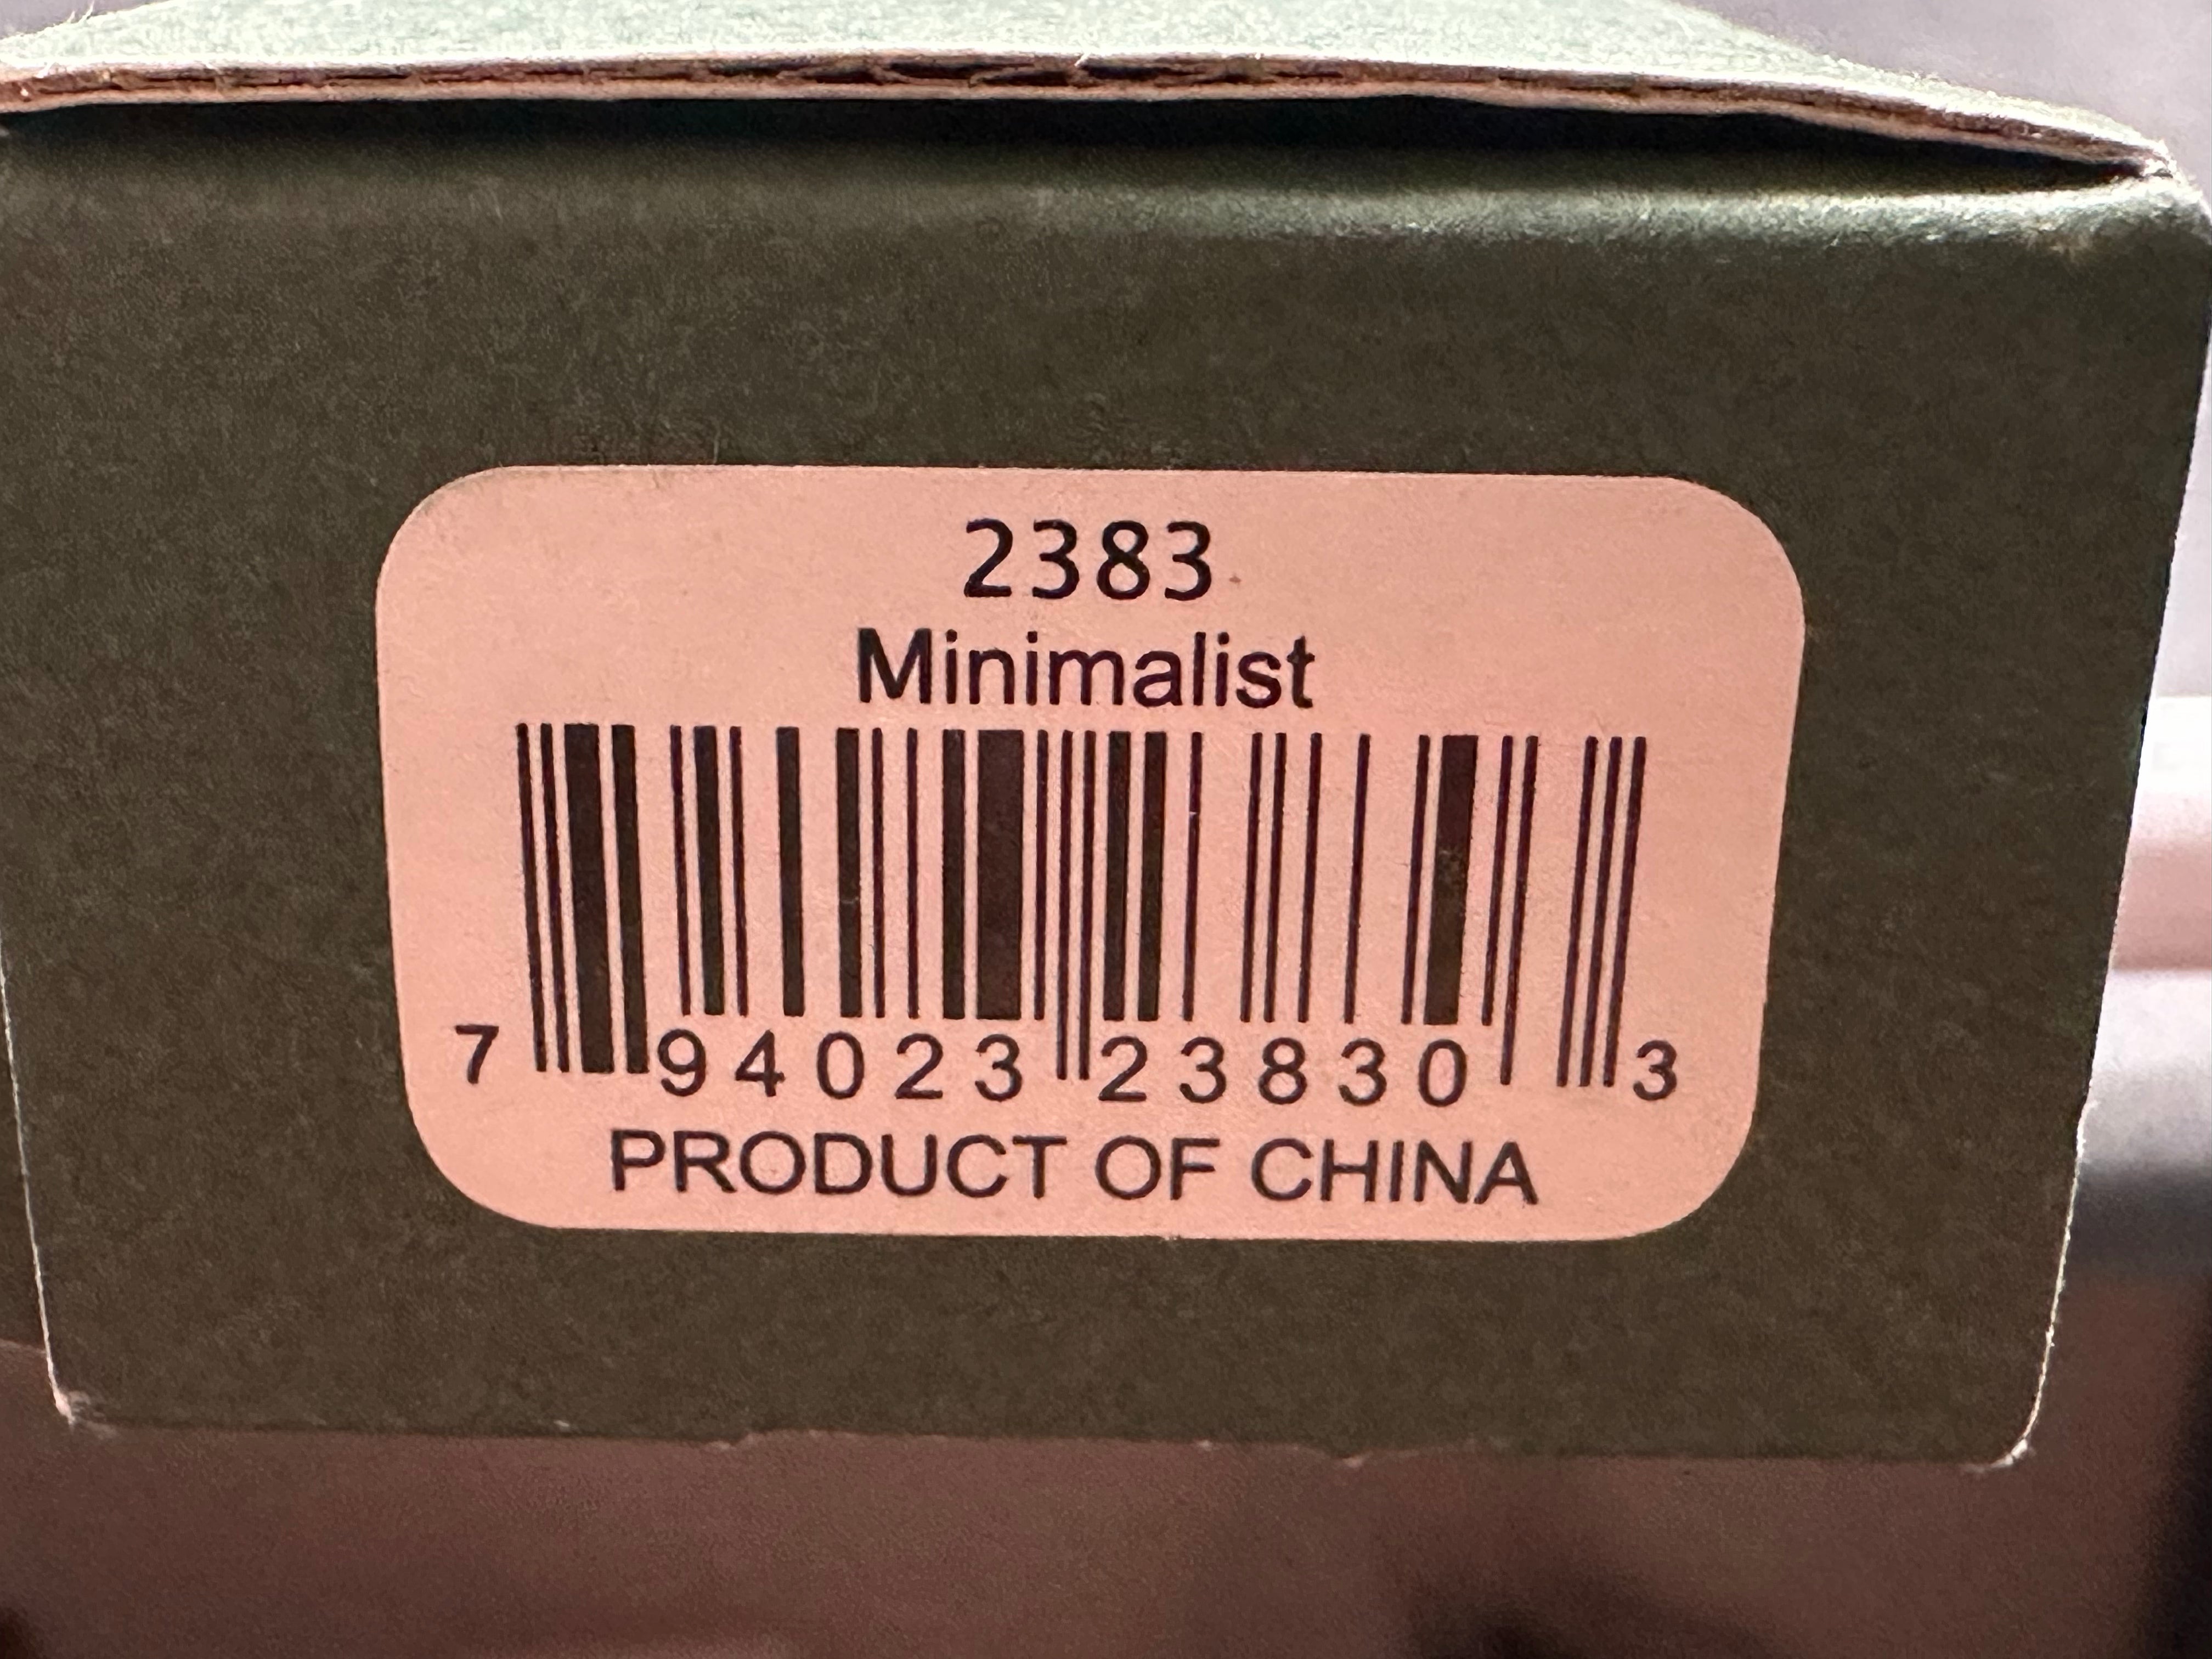 2383
Minimalist
7 94023 23830 3
PRODUCT OF CHINA